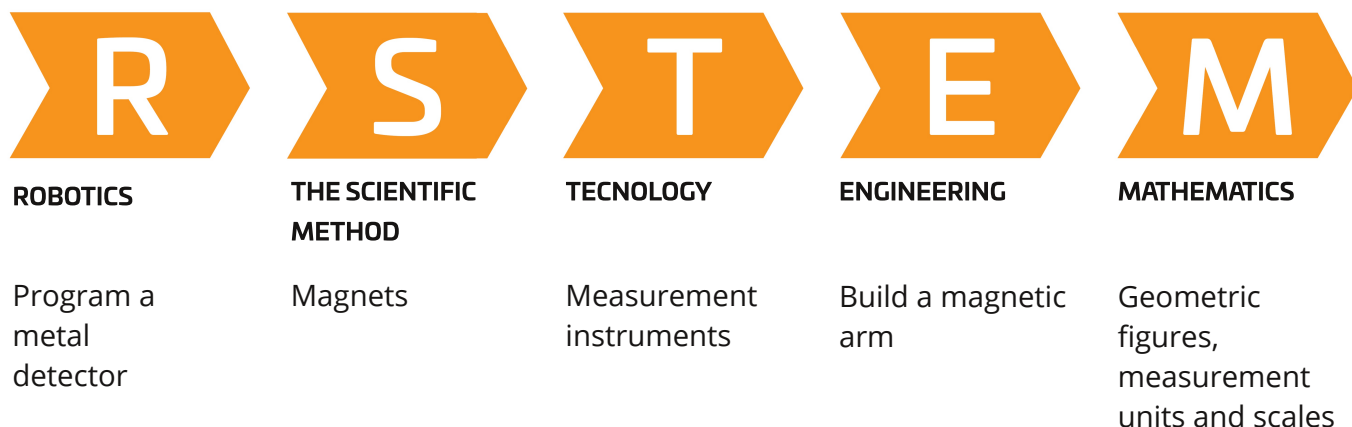 R
S
T
E
M
ROBOTICS
THE SCIENTIFIC
METHOD
TECNOLOGY
ENGINEERING
MATHEMATICS
Program a
metal
detector
Magnets
Measurement
instruments
Build a magnetic
arm
Geometric
figures,
measurement
units and scales